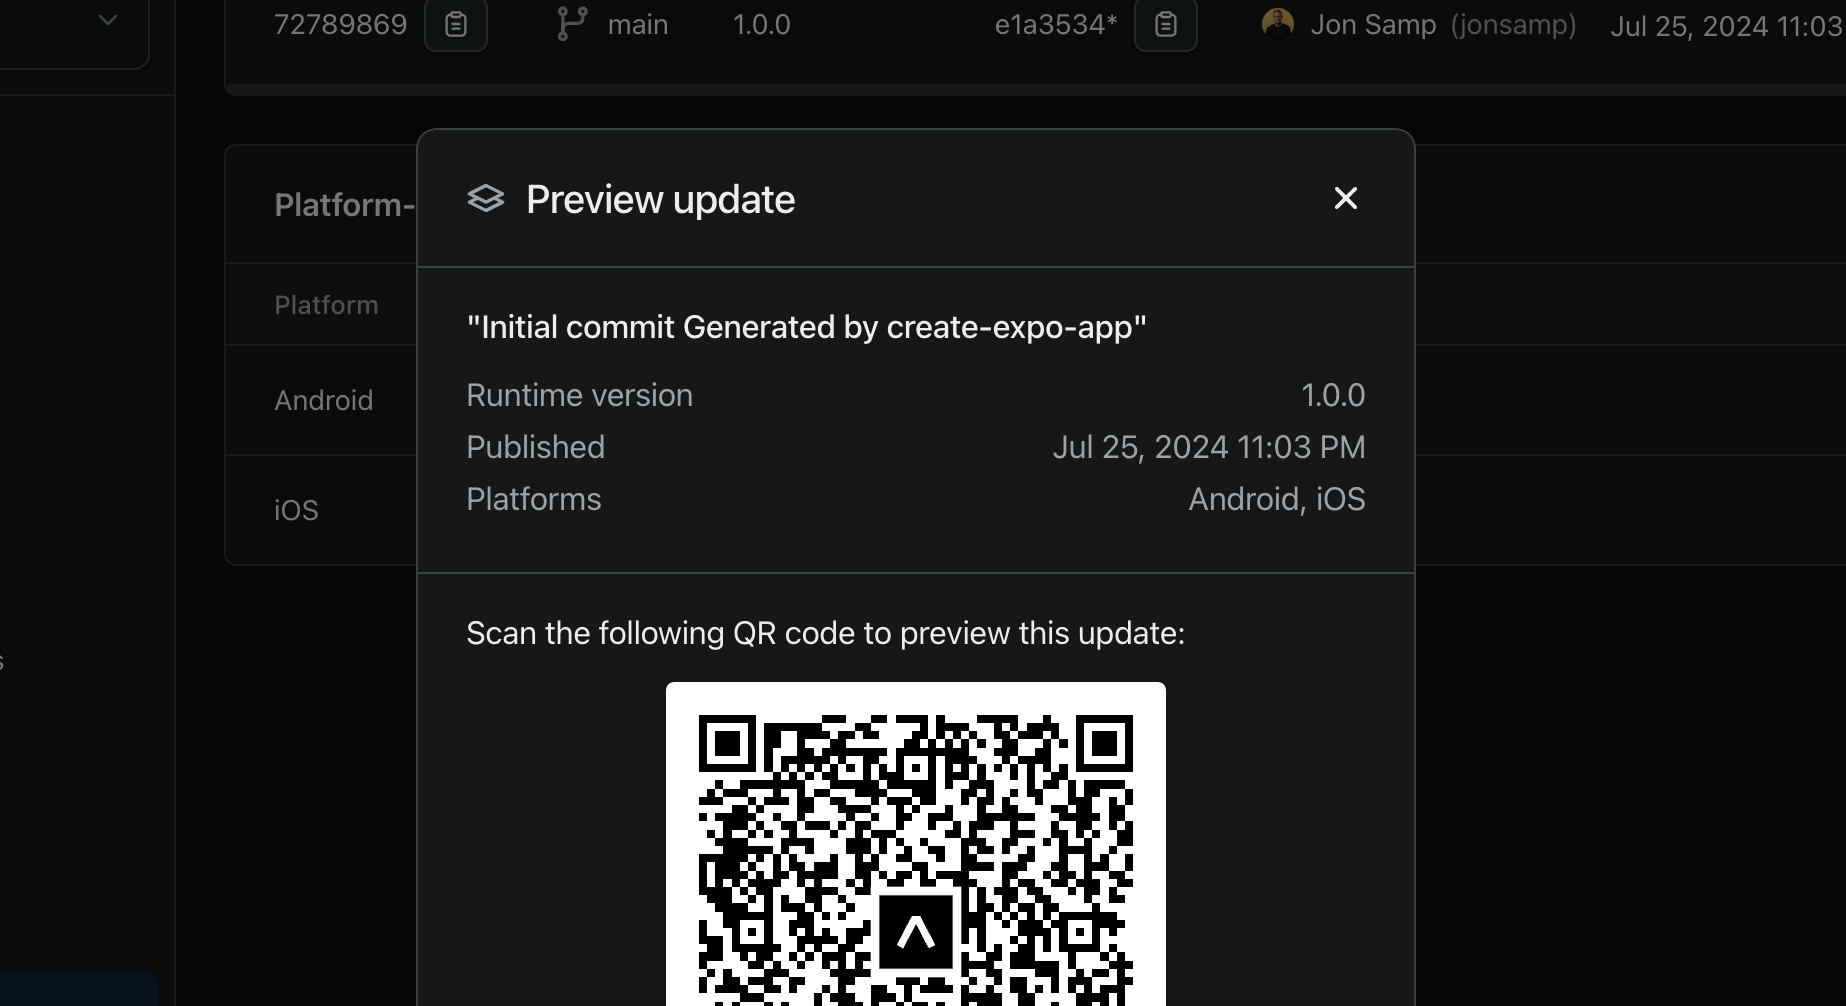 72789869 main 1.0.0 e1a3534* Jon Samp (jonsamp) Jul 25, 2024 11:03
Platform-
Preview update
Platform
"Initial commit Generated by create-expo-app"
Android
Runtime version 1.0.0
Published Jul 25, 2024 11:03 PM
Platforms Android, iOS
iOS
Scan the following QR code to preview this update:
s